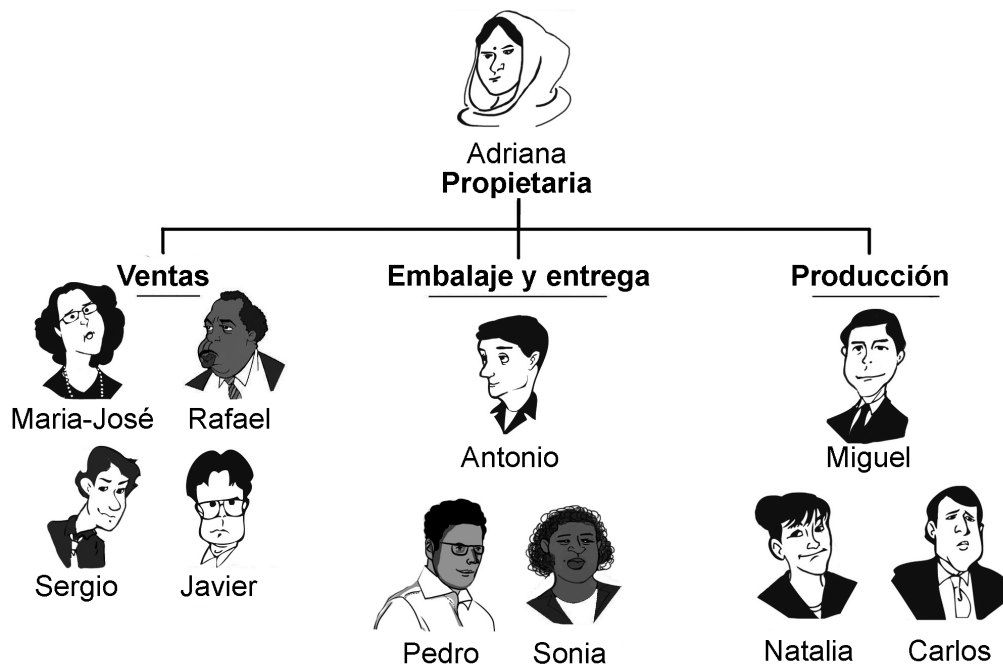 Adriana
Propietaria
Ventas
Embalaje y entrega
Producción
Maria-José
Rafael
Antonio
Miguel
Sergio
Javier
Pedro
Sonia
Natalia
Carlos